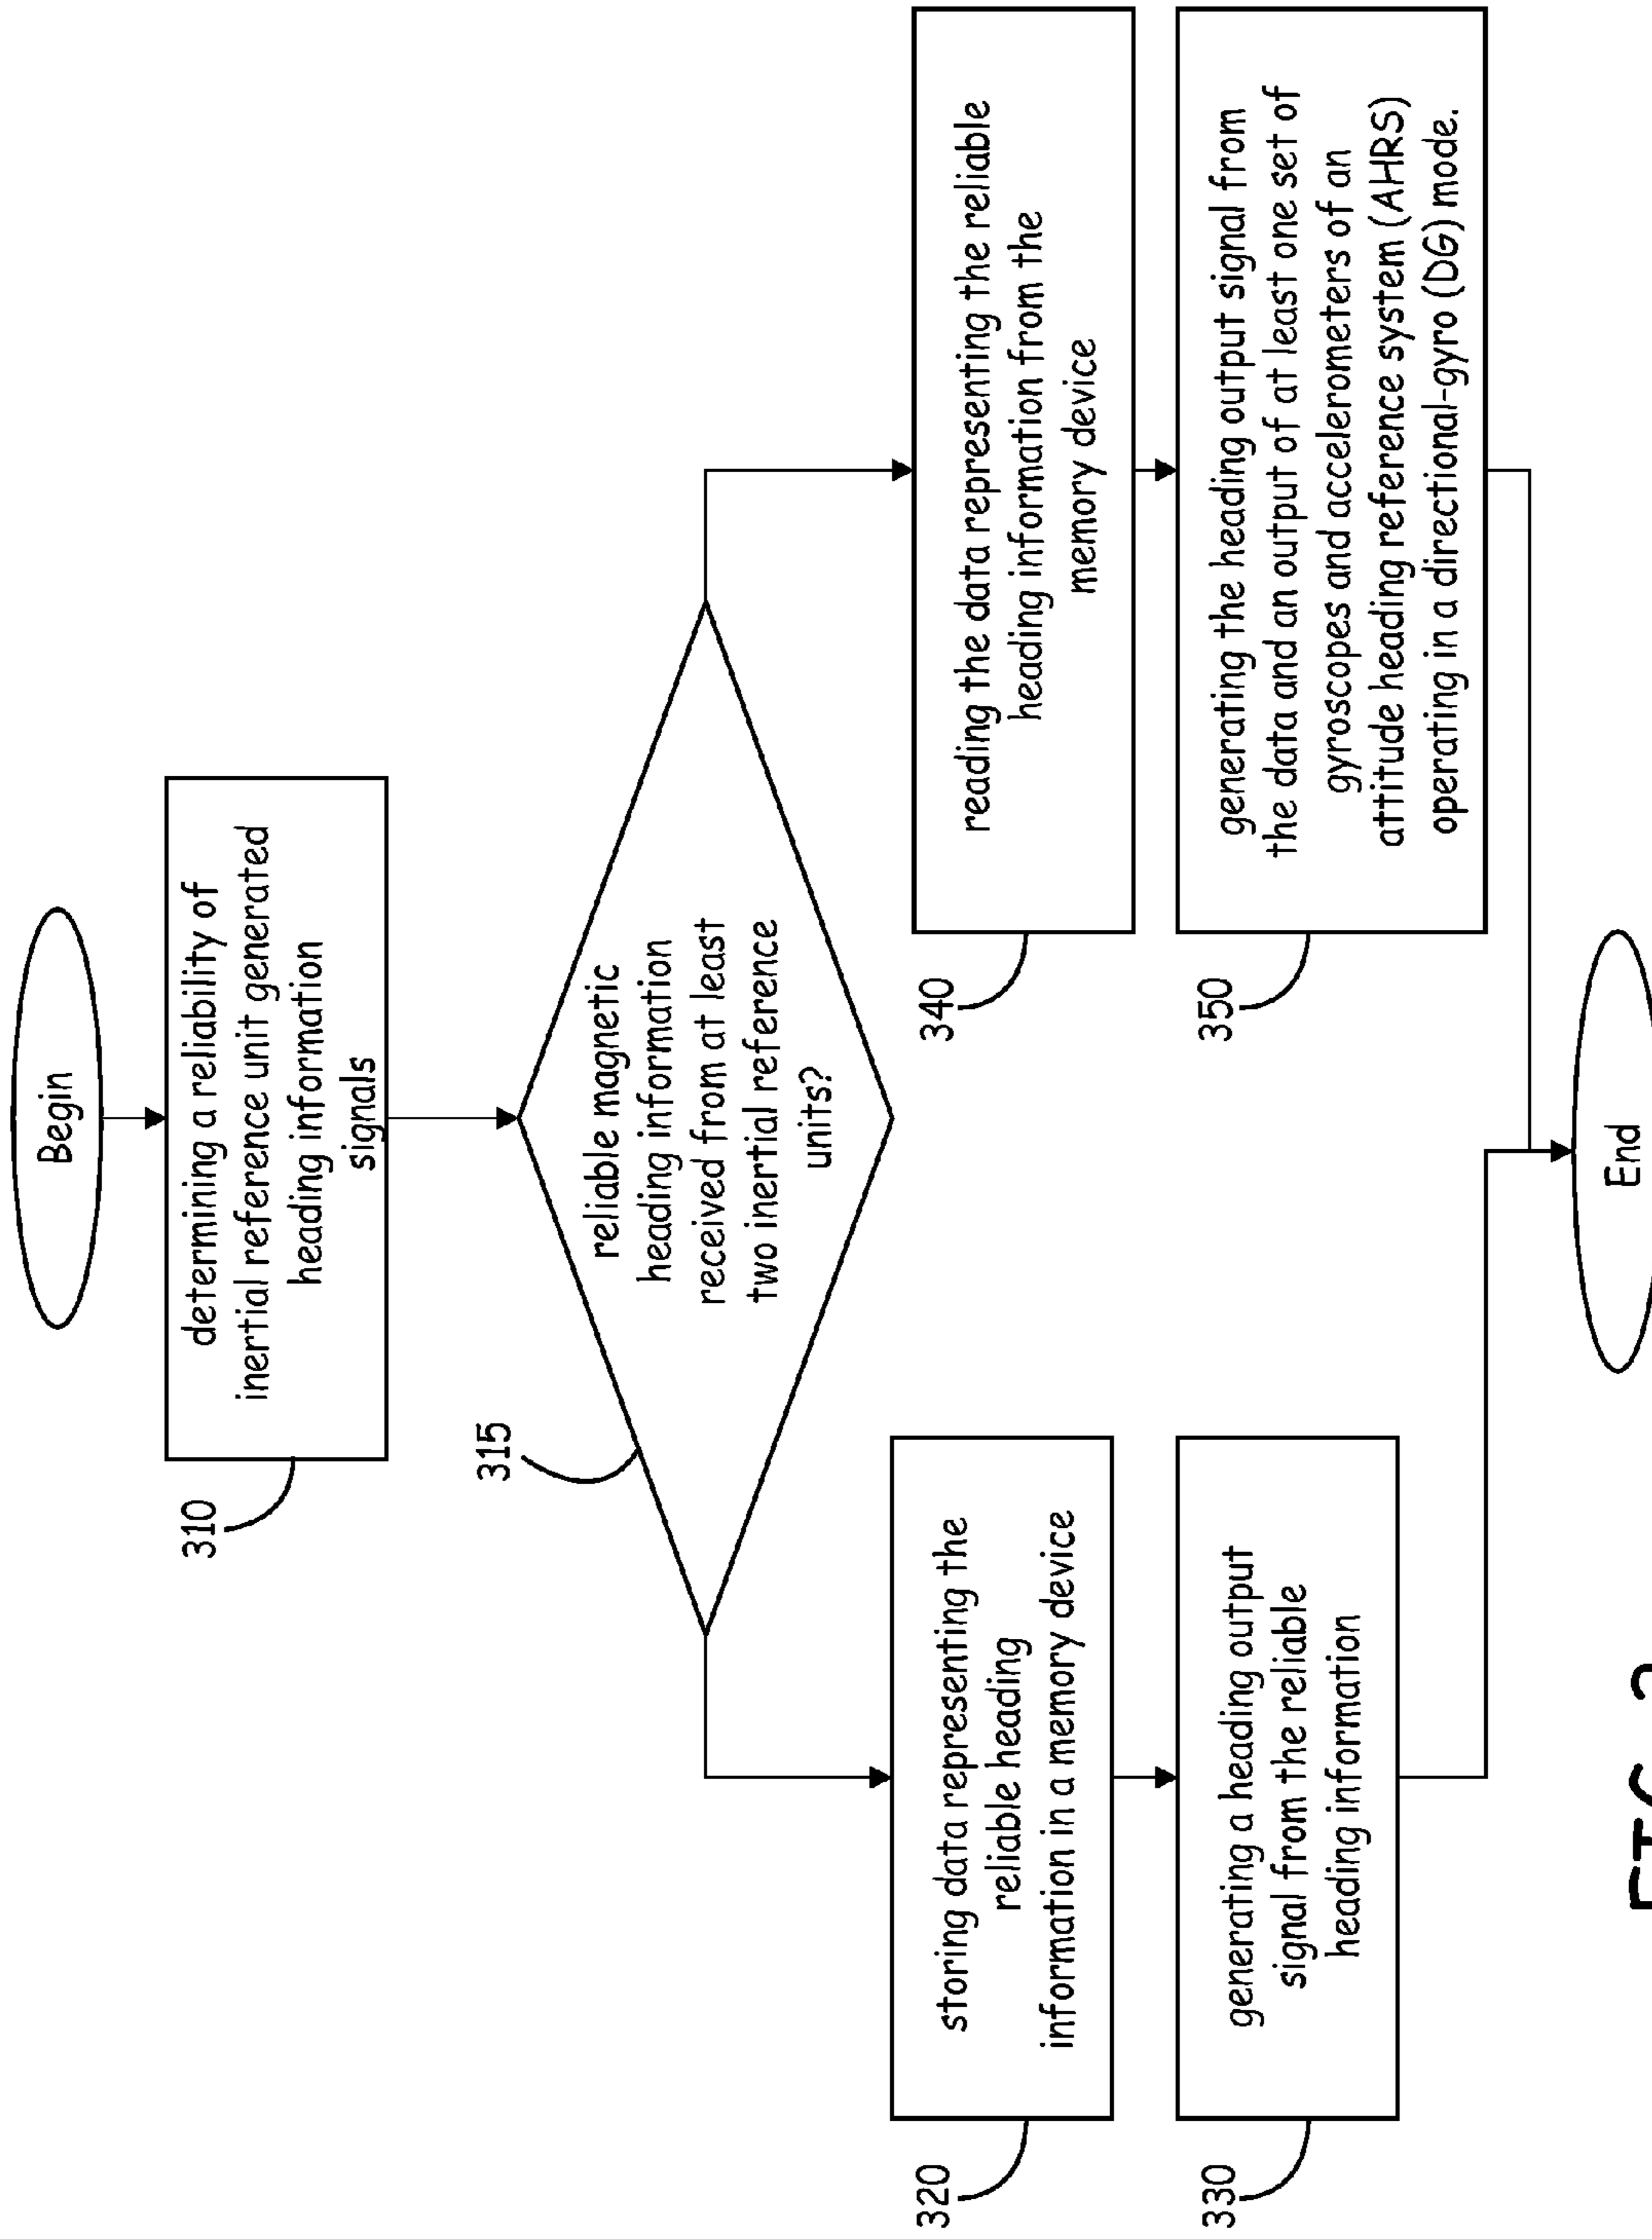 Begin
310
determining a reliability of
inertial reference unit generated
heading information
signals
315
reliable magnetic
heading information
received from at least
two inertial reference
units?
320
storing data representing the
reliable heading
information in a memory device
330
generating a heading output
signal from the reliable
heading information
340
reading the data representing the reliable
heading information from the
memory device
350
generating the heading output signal from
the data and an output of at least one set of
gyroscopes and accelerometers of an
attitude heading reference system (AHRS)
operating in a directional-gyro (DG) mode.
End